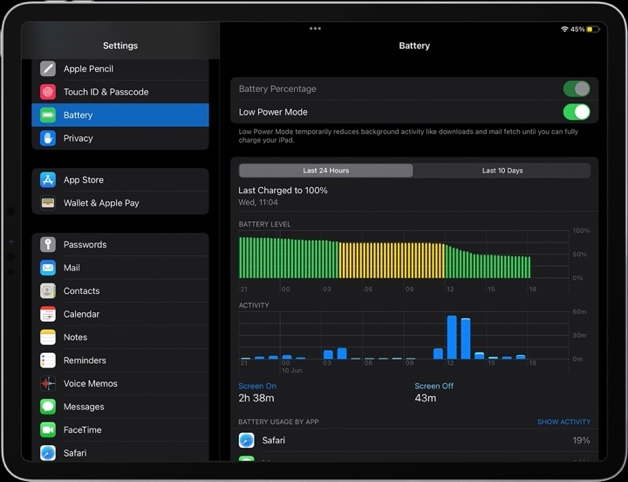 45%
Settings
Battery
Apple Pencil
Touch ID & Passcode
Battery
Privacy
App Store
Wallet & Apple Pay
Passwords
Mail
Contacts
Calendar
Notes
Reminders
Voice Memos
Messages
FaceTime
Safari
Battery Percentage
Low Power Mode
Low Power Mode temporarily reduces background activity like downloads and mail fetch until you can fully
charge your iPad.
Last 24 Hours Last 10 Days
Last Charged to 100%
Wed, 11:04
BATTERY LEVEL
100%
50%
0%
21 00 03 06 09 12 15 18
ACTIVITY
60m
30m
0m
21 00 03 06 09 12 15 18
10 Jun
Screen On Screen Off
2h 38m 43m
BATTERY USAGE BY APP SHOW ACTIVITY
Safari 19%